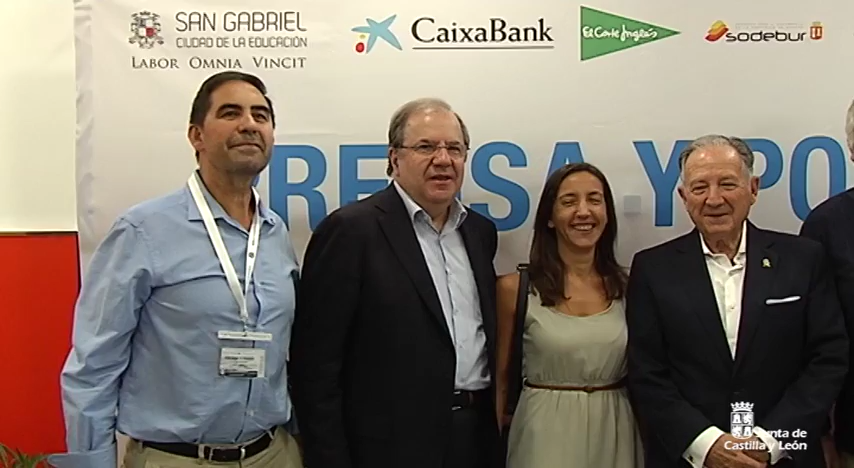 SAN GABRIEL
CIUDAD DE LA EDUCACIÓN
LABOR OMNIA VINCIT
CaixaBank
El Corte Inglés
sodebur
PRENSA Y PO
Junta de
Castilla y León